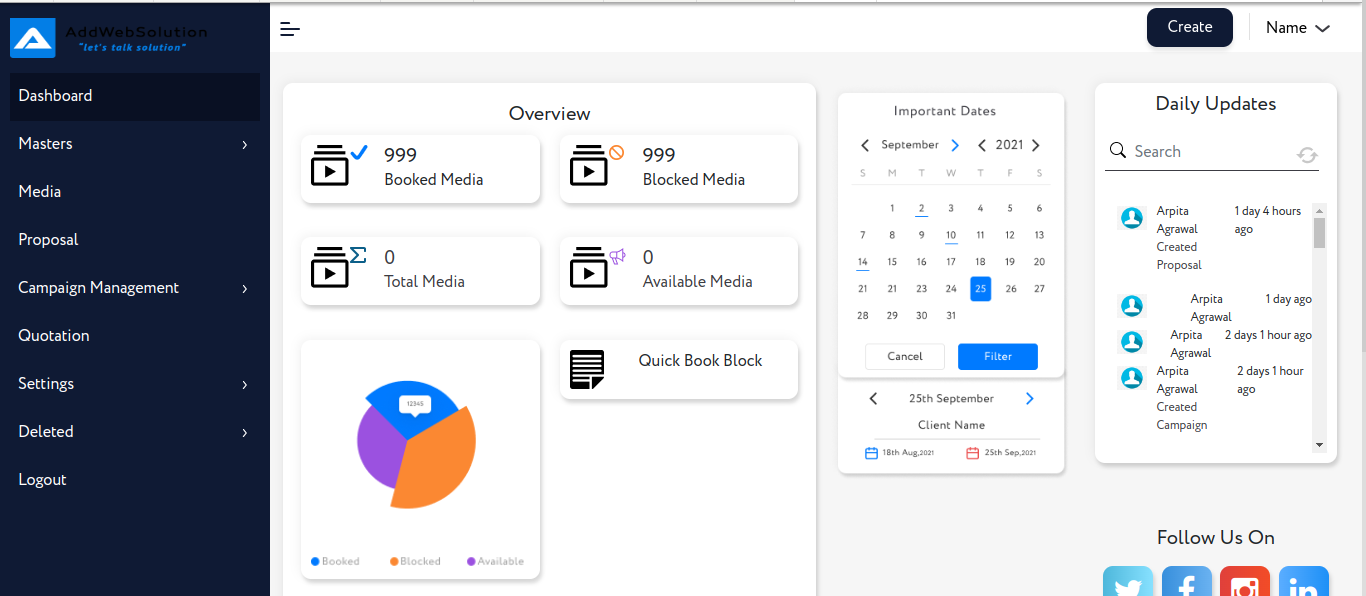 AddWebSolution
"let's talk solution"
Dashboard
Masters
Media
Proposal
Campaign Management
Quotation
Settings
Deleted
Logout
Create
Name
Overview
999
Booked Media
999
Blocked Media
0
Total Media
0
Available Media
12345
Booked Blocked Available
Quick Book Block
Important Dates
September 2021
S M T W T F S
1 2 3 4 5 6
7 8 9 10 11 12 13
14 15 16 17 18 19 20
21 21 23 24 25 26 27
28 29 30 31
Cancel Filter
25th September
Client Name
18th Aug,2021 25th Sep,2021
Daily Updates
Search
Arpita 1 day 4 hours
Agrawal ago
Created
Proposal
Arpita 1 day ago
Agrawal
Arpita 2 days 1 hour ago
Agrawal
Arpita 2 days 1 hour
Agrawal ago
Created
Campaign
Follow Us On